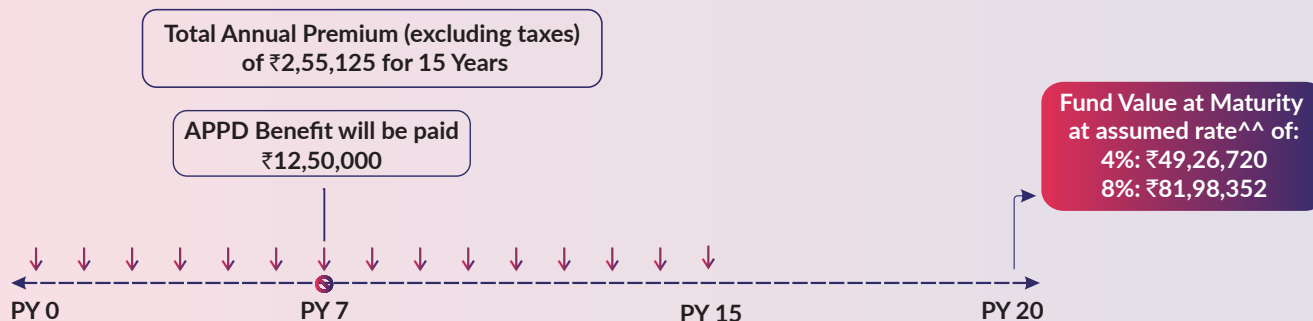 Total Annual Premium (excluding taxes)
of ₹2,55,125 for 15 Years
APPD Benefit will be paid
₹12,50,000
Fund Value at Maturity
at assumed rate^^ of:
4%: ₹49,26,720
8%: ₹81,98,352
PY 0
PY 7
PY 15
PY 20